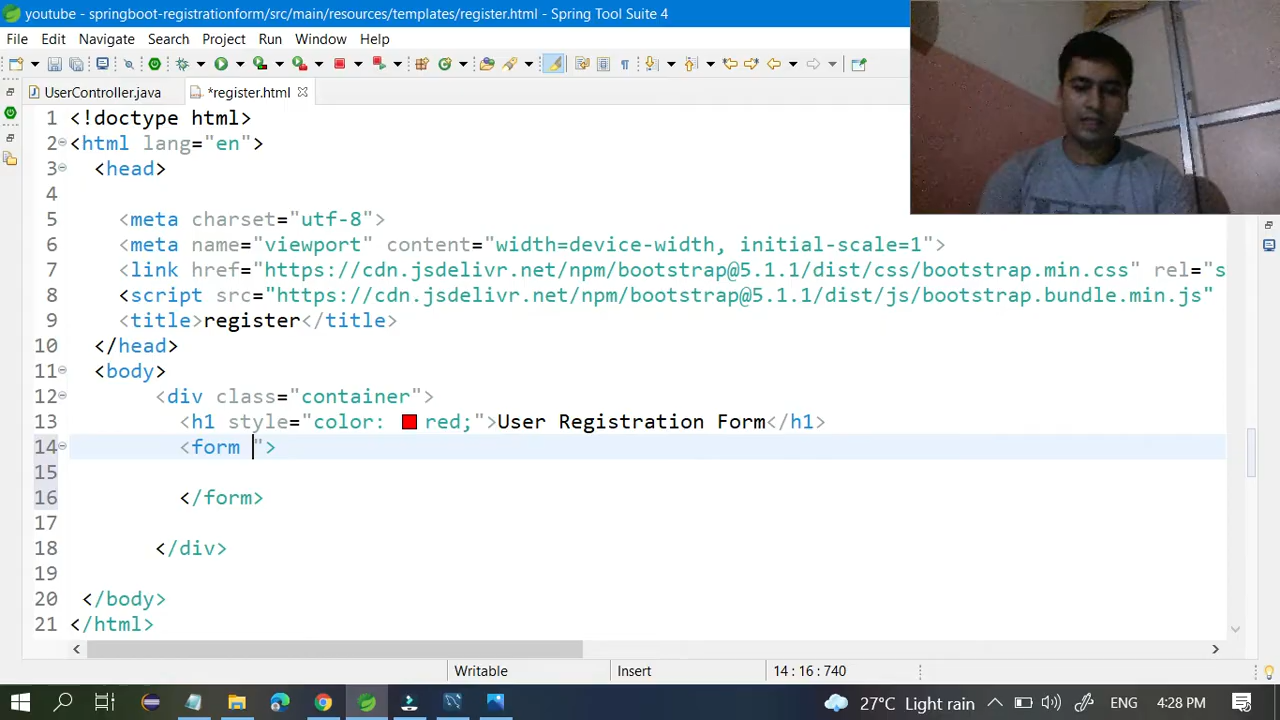 youtube - springboot-registrationform/src/main/resources/templates/register.html - Spring Tool Suite 4
File Edit Navigate Search Project Run Window Help
UserController.java *register.html
1 <!doctype html>
2 <html lang="en">
3 <head>
4
5 <meta charset="utf-8">
6 <meta name="viewport" content="width=device-width, initial-scale=1">
7 <link href="https://cdn.jsdelivr.net/npm/bootstrap@5.1.1/dist/css/bootstrap.min.css" rel="s
8 <script src="https://cdn.jsdelivr.net/npm/bootstrap@5.1.1/dist/js/bootstrap.bundle.min.js"
9 <title>register</title>
10 </head>
11 <body>
12 <div class="container">
13 <h1 style="color: red;">User Registration Form</h1>
14 <form ">
15
16 </form>
17
18 </div>
19
20 </body>
21 </html>
Writable Insert 14 : 16 : 740
27°C Light rain ENG 4:28 PM